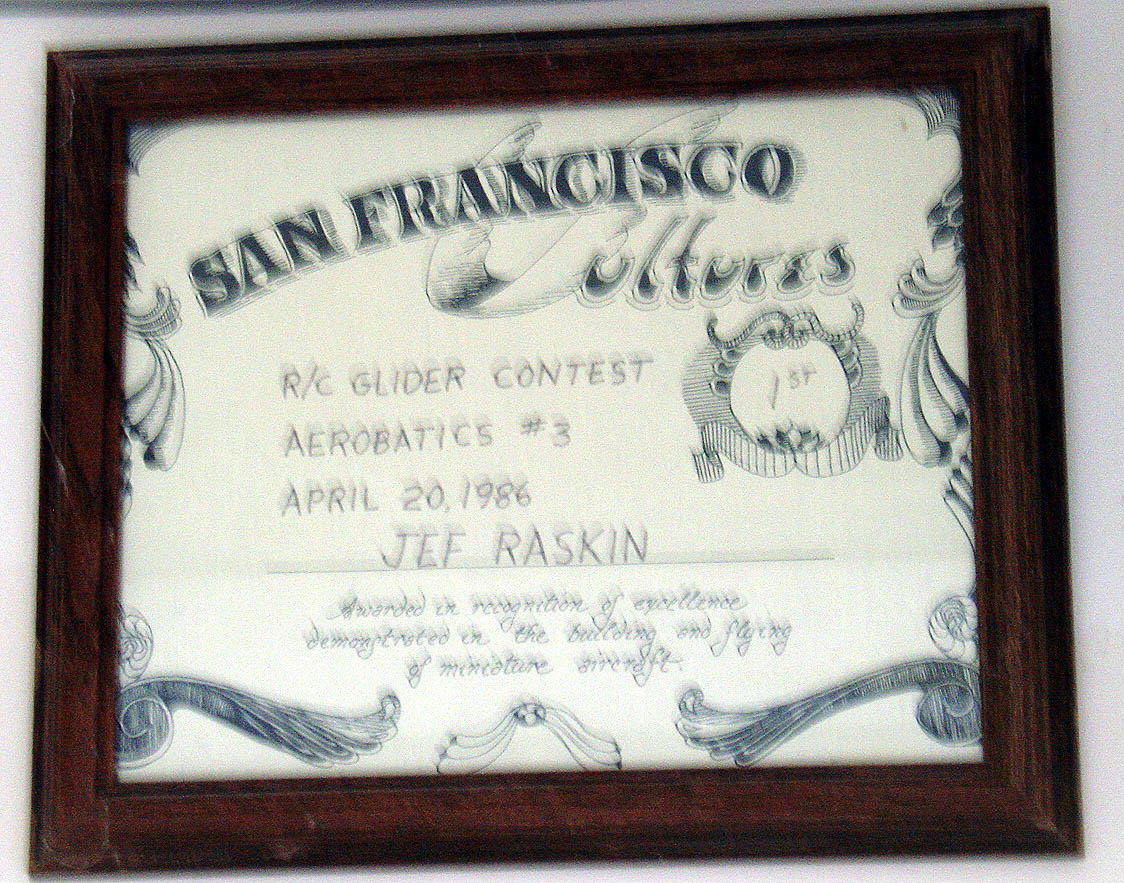 SAN FRANCISCO
Vultures
R/C GLIDER CONTEST
1ST
AEROBATICS #3
APRIL 20, 1986
JEF RASKIN
Awarded in recognition of excellence
demonstrated in the building and flying
of miniature aircraft.